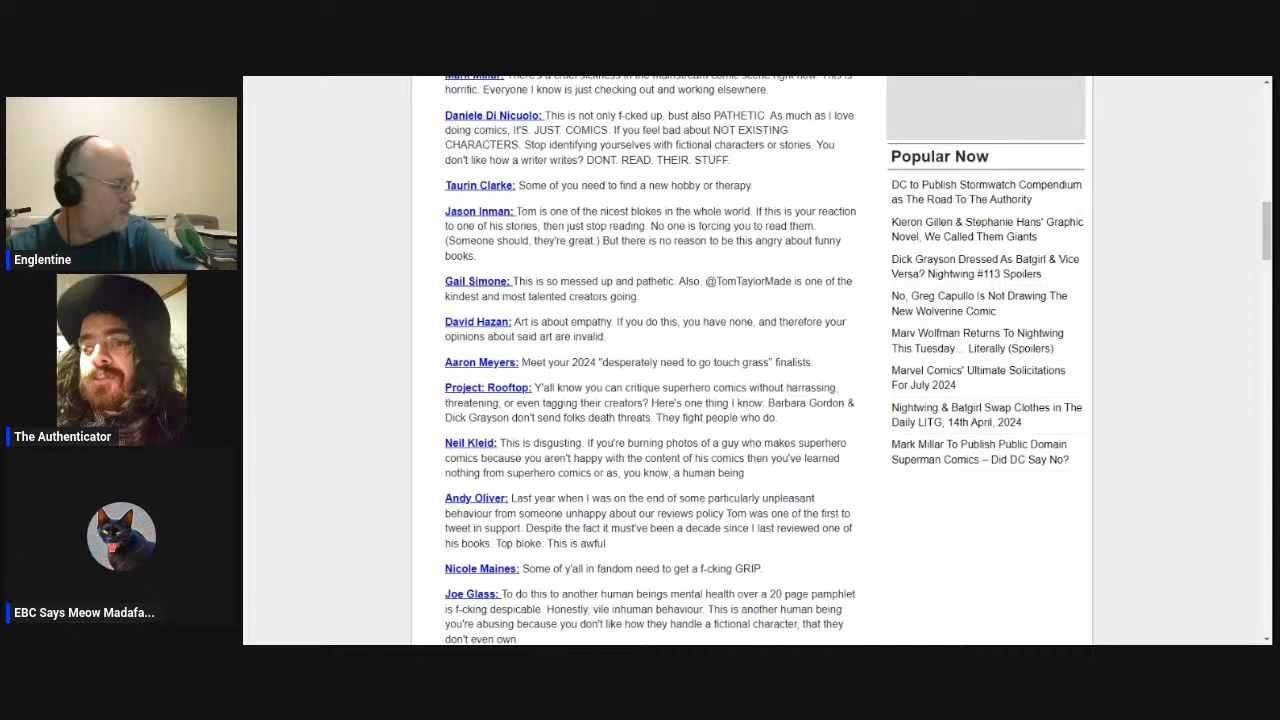 Mark Millar: There's a cruel sickness in the mainstream comic scene right now. This is
horrific. Everyone I know is just checking out and working elsewhere.
Daniele Di Nicuolo: This is not only f-cked up, bust also PATHETIC. As much as I love
doing comics, It'S. JUST. COMICS. If you feel bad about NOT EXISTING
CHARACTERS. Stop identifying yourselves with fictional characters or stories. You
don't like how a writer writes? DONT. READ. THEIR. STUFF.
Taurin Clarke: Some of you need to find a new hobby or therapy.
Jason Inman: Tom is one of the nicest blokes in the whole world. If this is your reaction
to one of his stories, then just stop reading. No one is forcing you to read them.
(Someone should, they're great.) But there is no reason to be this angry about funny
books.
Gail Simone: This is so messed up and pathetic. Also, @TomTaylorMade is one of the
kindest and most talented creators going.
David Hazan: Art is about empathy. If you do this, you have none, and therefore your
opinions about said art are invalid.
Aaron Meyers: Meet your 2024 "desperately need to go touch grass" finalists.
Project: Rooftop: Y'all know you can critique superhero comics without harrassing,
threatening, or even tagging their creators? Here's one thing I know: Barbara Gordon &
Dick Grayson don't send folks death threats. They fight people who do.
Neil Kleid: This is disgusting. If you're burning photos of a guy who makes superhero
comics because you aren't happy with the content of his comics then you've learned
nothing from superhero comics or as, you know, a human being
Andy Oliver: Last year when I was on the end of some particularly unpleasant
behaviour from someone unhappy about our reviews policy Tom was one of the first to
tweet in support. Despite the fact it must've been a decade since I last reviewed one of
his books. Top bloke. This is awful.
Nicole Maines: Some of y'all in fandom need to get a f-cking GRIP.
Joe Glass: To do this to another human beings mental health over a 20 page pamphlet
is f-cking despicable. Honestly, vile inhuman behaviour. This is another human being
you're abusing because you don't like how they handle a fictional character, that they
don't even own
Popular Now
DC to Publish Stormwatch Compendium
as The Road To The Authority
Kieron Gillen & Stephanie Hans' Graphic
Novel, We Called Them Giants
Dick Grayson Dressed As Batgirl & Vice
Versa? Nightwing #113 Spoilers
No, Greg Capullo Is Not Drawing The
New Wolverine Comic
Marv Wolfman Returns To Nightwing
This Tuesday… Literally (Spoilers)
Marvel Comics' Ultimate Solicitations
For July 2024
Nightwing & Batgirl Swap Clothes in The
Daily LITG, 14th April, 2024
Mark Millar To Publish Public Domain
Superman Comics – Did DC Say No?
Englentine
The Authenticator
EBC Says Meow Madafa...